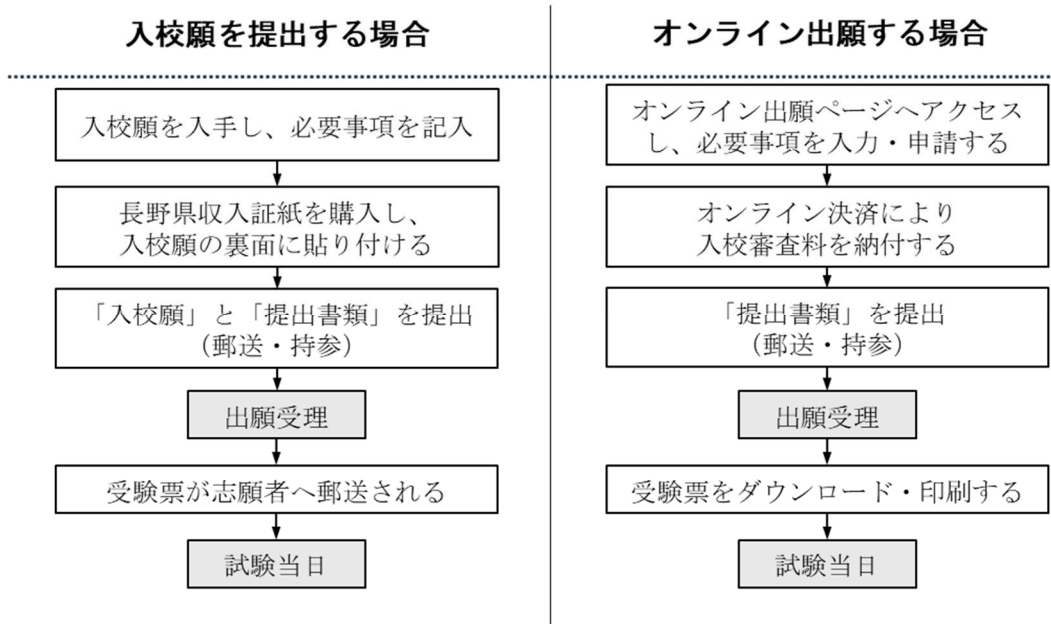 入校願を提出する場合
入校願を入手し、必要事項を記入
長野県収入証紙を購入し、
入校願の裏面に貼り付ける
「入校願」と「提出書類」を提出
（郵送・持参）
出願受理
受験票が志願者へ郵送される
試験当日
オンライン出願する場合
オンライン出願ページへアクセス
し、必要事項を入力・申請する
オンライン決済により
入校審査料を納付する
「提出書類」を提出
（郵送・持参）
出願受理
受験票をダウンロード・印刷する
試験当日